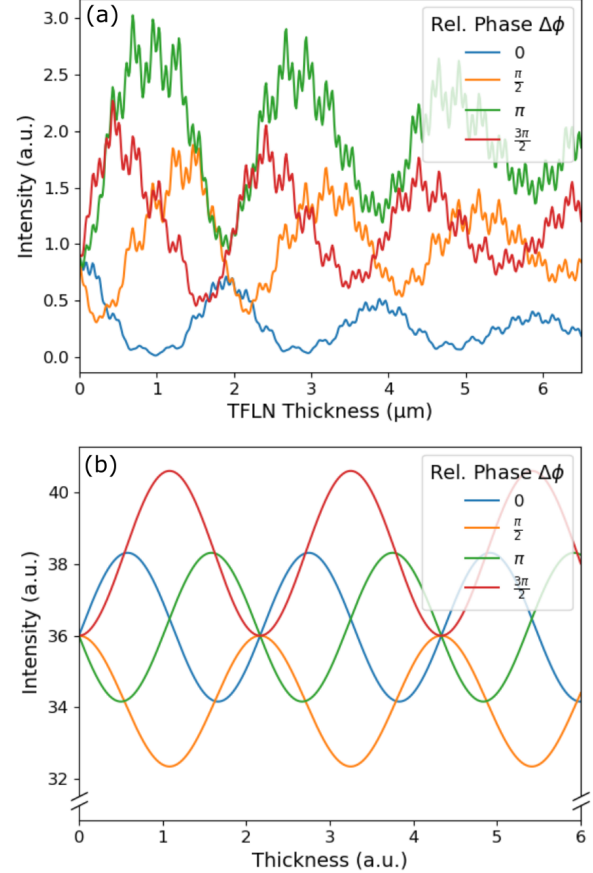 (a)
Rel. Phase Δϕ
0
π/2
π
3π/2
3.0
2.5
2.0
1.5
1.0
0.5
0.0
Intensity (a.u.)
0 1 2 3 4 5 6
TFLN Thickness (μm)
(b)
Rel. Phase Δϕ
0
π/2
π
3π/2
40
38
36
34
32
Intensity (a.u.)
0 1 2 3 4 5 6
Thickness (a.u.)